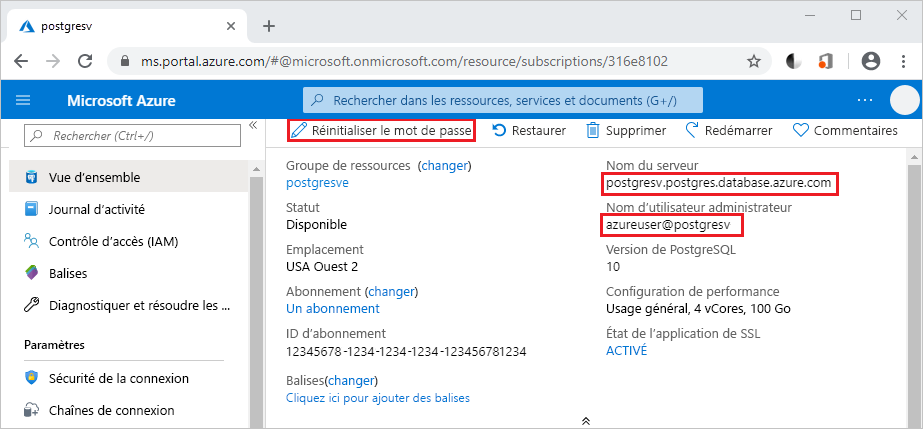 postgresv
ms.portal.azure.com/#@microsoft.onmicrosoft.com/resource/subscriptions/316e8102
Microsoft Azure
Rechercher dans les ressources, services et documents (G+/)
Rechercher (Ctrl+/)
Réinitialiser le mot de passe
Restaurer
Supprimer
Redémarrer
Commentaires
Vue d'ensemble
Journal d'activité
Contrôle d'accès (IAM)
Balises
Diagnostiquer et résoudre les ...
Paramètres
Sécurité de la connexion
Chaînes de connexion
Groupe de ressources (changer)
postgresve
Statut
Disponible
Emplacement
USA Ouest 2
Abonnement (changer)
Un abonnement
ID d'abonnement
12345678-1234-1234-1234-123456781234
Balises(changer)
Cliquez ici pour ajouter des balises
Nom du serveur
postgresv.postgres.database.azure.com
Nom d'utilisateur administrateur
azureuser@postgresv
Version de PostgreSQL
10
Configuration de performance
Usage général, 4 vCores, 100 Go
État de l'application de SSL
ACTIVÉ